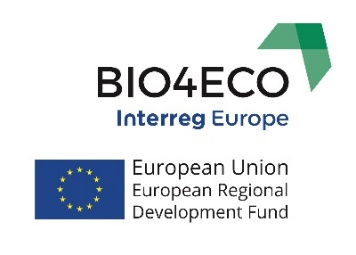 BIO4ECO
Interreg Europe
European Union
European Regional
Development Fund